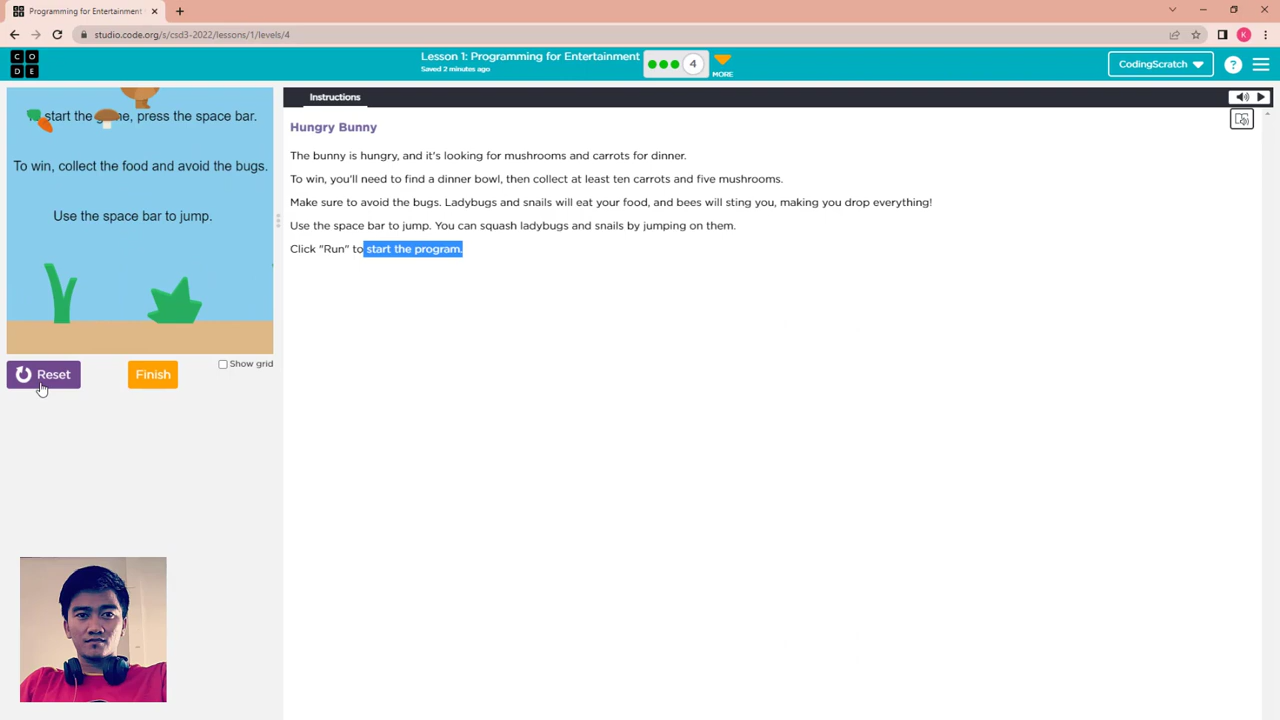 Programming for Entertainment
studio.code.org/s/csd3-2022/lessons/1/levels/4
K
C O
D E
Lesson 1: Programming for Entertainment
Saved 2 minutes ago
4
MORE
CodingScratch
?
start the g e, press the space bar.
To win, collect the food and avoid the bugs.
Use the space bar to jump.
Reset
Finish
Show grid
Instructions
Hungry Bunny
The bunny is hungry, and it's looking for mushrooms and carrots for dinner.
To win, you'll need to find a dinner bowl, then collect at least ten carrots and five mushrooms.
Make sure to avoid the bugs. Ladybugs and snails will eat your food, and bees will sting you, making you drop everything!
Use the space bar to jump. You can squash ladybugs and snails by jumping on them.
Click "Run" to start the program.